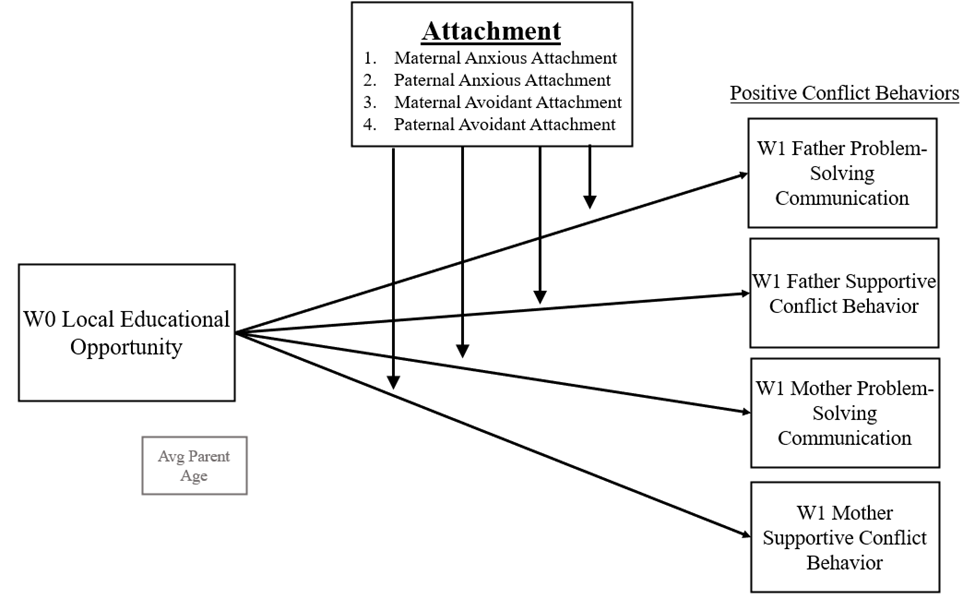 Attachment
1. Maternal Anxious Attachment
2. Paternal Anxious Attachment
3. Maternal Avoidant Attachment
4. Paternal Avoidant Attachment
Positive Conflict Behaviors
W1 Father Problem-
Solving
Communication
W1 Father Supportive
Conflict Behavior
W0 Local Educational
Opportunity
W1 Mother Problem-
Solving
Communication
Avg Parent
Age
W1 Mother
Supportive Conflict
Behavior